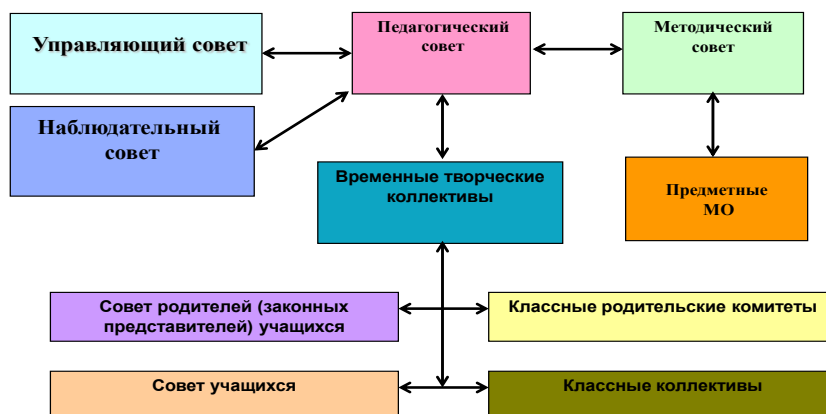 Управляющий совет
Педагогический
совет
Методический
совет
Наблюдательный
совет
Временные творческие
коллективы
Предметные
МО
Совет родителей (законных
представителей) учащихся
Классные родительские комитеты
Совет учащихся
Классные коллективы